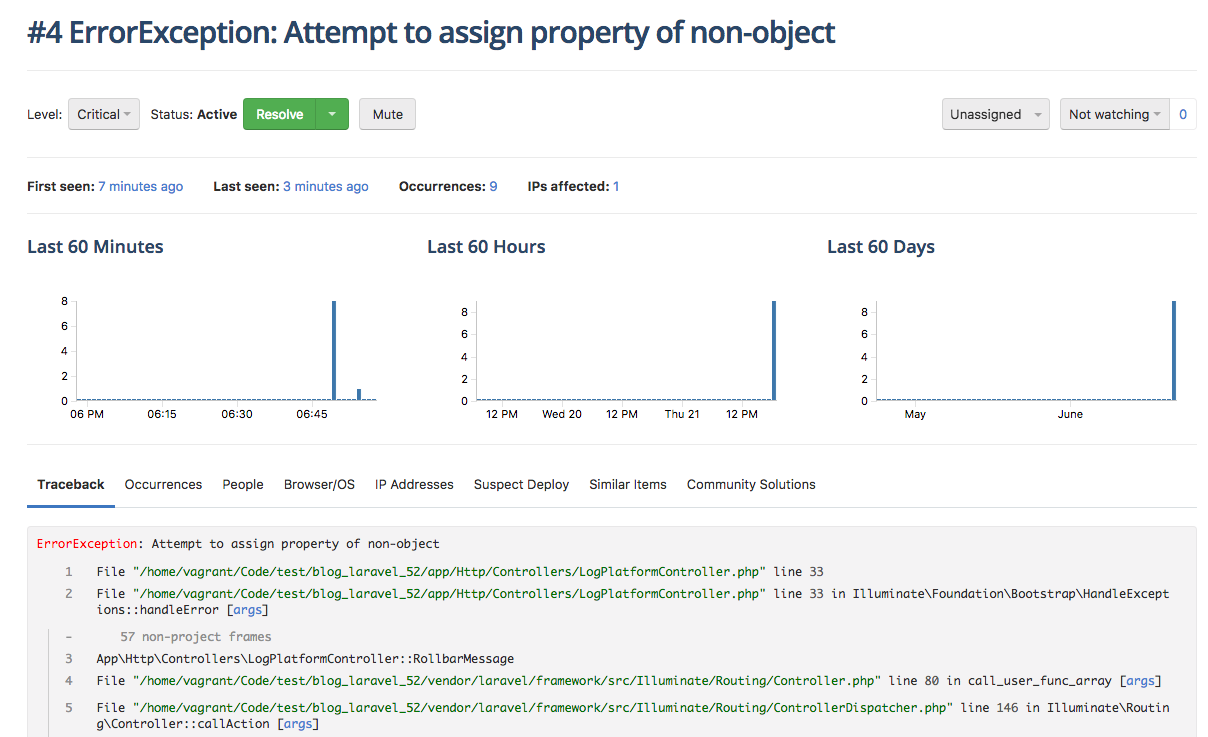 #4 ErrorException: Attempt to assign property of non-object
Level: Critical Status: Active Resolve Mute Unassigned Not watching 0
First seen: 7 minutes ago Last seen: 3 minutes ago Occurrences: 9 IPs affected: 1
Last 60 Minutes Last 60 Hours Last 60 Days
8
6
4
2
0
06 PM 06:15 06:30 06:45
8
6
4
2
0
12 PM Wed 20 12 PM Thu 21 12 PM
8
6
4
2
0
May June
Traceback Occurrences People Browser/OS IP Addresses Suspect Deploy Similar Items Community Solutions
ErrorException: Attempt to assign property of non-object
1 File "/home/vagrant/Code/test/blog_laravel_52/app/Http/Controllers/LogPlatformController.php" line 33
2 File "/home/vagrant/Code/test/blog_laravel_52/app/Http/Controllers/LogPlatformController.php" line 33 in Illuminate\Foundation\Bootstrap\HandleExcept
ions::handleError [args]
– 57 non-project frames
3 App\Http\Controllers\LogPlatformController::RollbarMessage
4 File "/home/vagrant/Code/test/blog_laravel_52/vendor/laravel/framework/src/Illuminate/Routing/Controller.php" line 80 in call_user_func_array [args]
5 File "/home/vagrant/Code/test/blog_laravel_52/vendor/laravel/framework/src/Illuminate/Routing/ControllerDispatcher.php" line 146 in Illuminate\Routin
g\Controller::callAction [args]